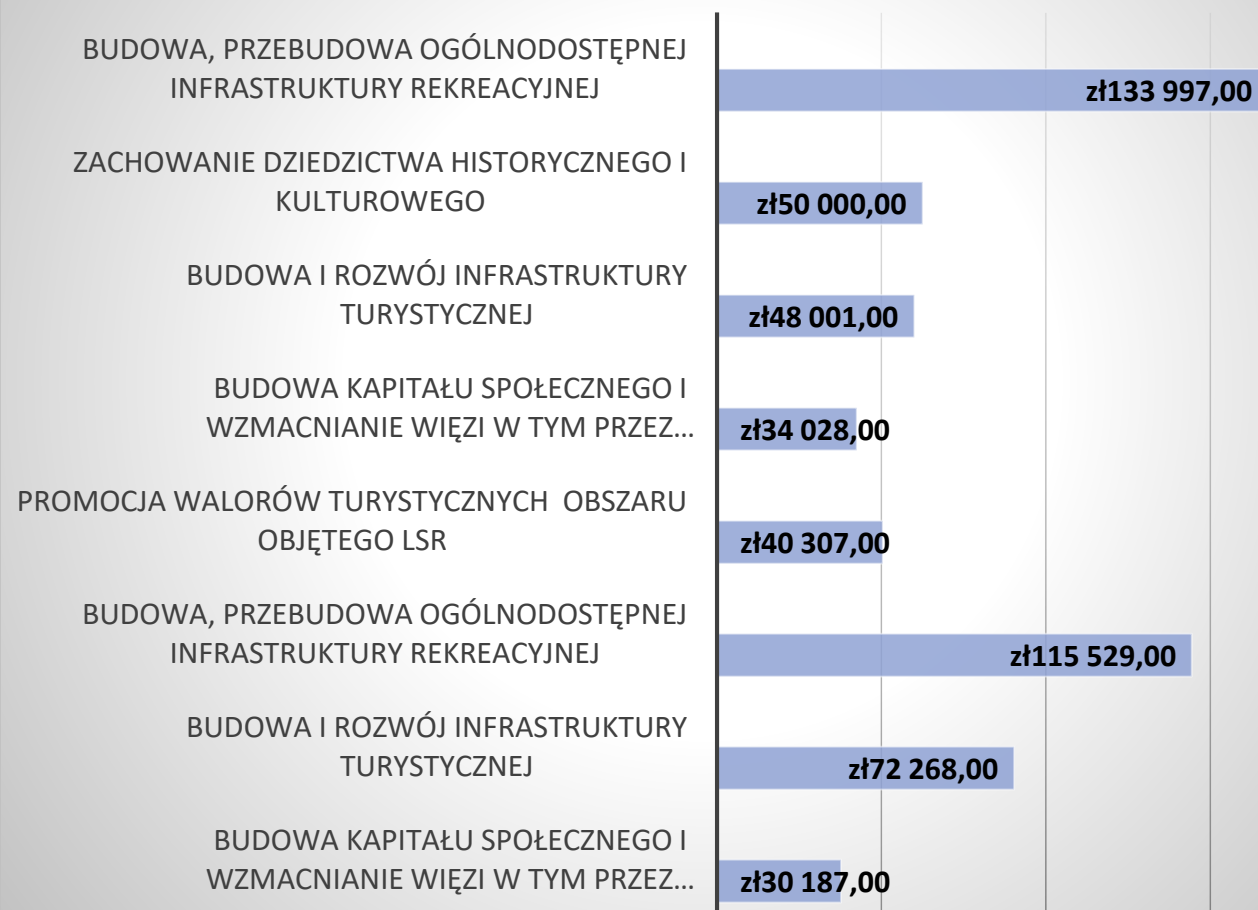 BUDOWA, PRZEBUDOWA OGÓLNODOSTĘPNEJ
INFRASTRUKTURY REKREACYJNEJ
zł133 997,00
ZACHOWANIE DZIEDZICTWA HISTORYCZNEGO I
KULTUROWEGO
zł50 000,00
BUDOWA I ROZWÓJ INFRASTRUKTURY
TURYSTYCZNEJ
zł48 001,00
BUDOWA KAPITAŁU SPOŁECZNEGO I
WZMACNIANIE WIĘZI W TYM PRZEZ...
zł34 028,00
PROMOCJA WALORÓW TURYSTYCZNYCH OBSZARU
OBJĘTEGO LSR
zł40 307,00
BUDOWA, PRZEBUDOWA OGÓLNODOSTĘPNEJ
INFRASTRUKTURY REKREACYJNEJ
zł115 529,00
BUDOWA I ROZWÓJ INFRASTRUKTURY
TURYSTYCZNEJ
zł72 268,00
BUDOWA KAPITAŁU SPOŁECZNEGO I
WZMACNIANIE WIĘZI W TYM PRZEZ...
zł30 187,00